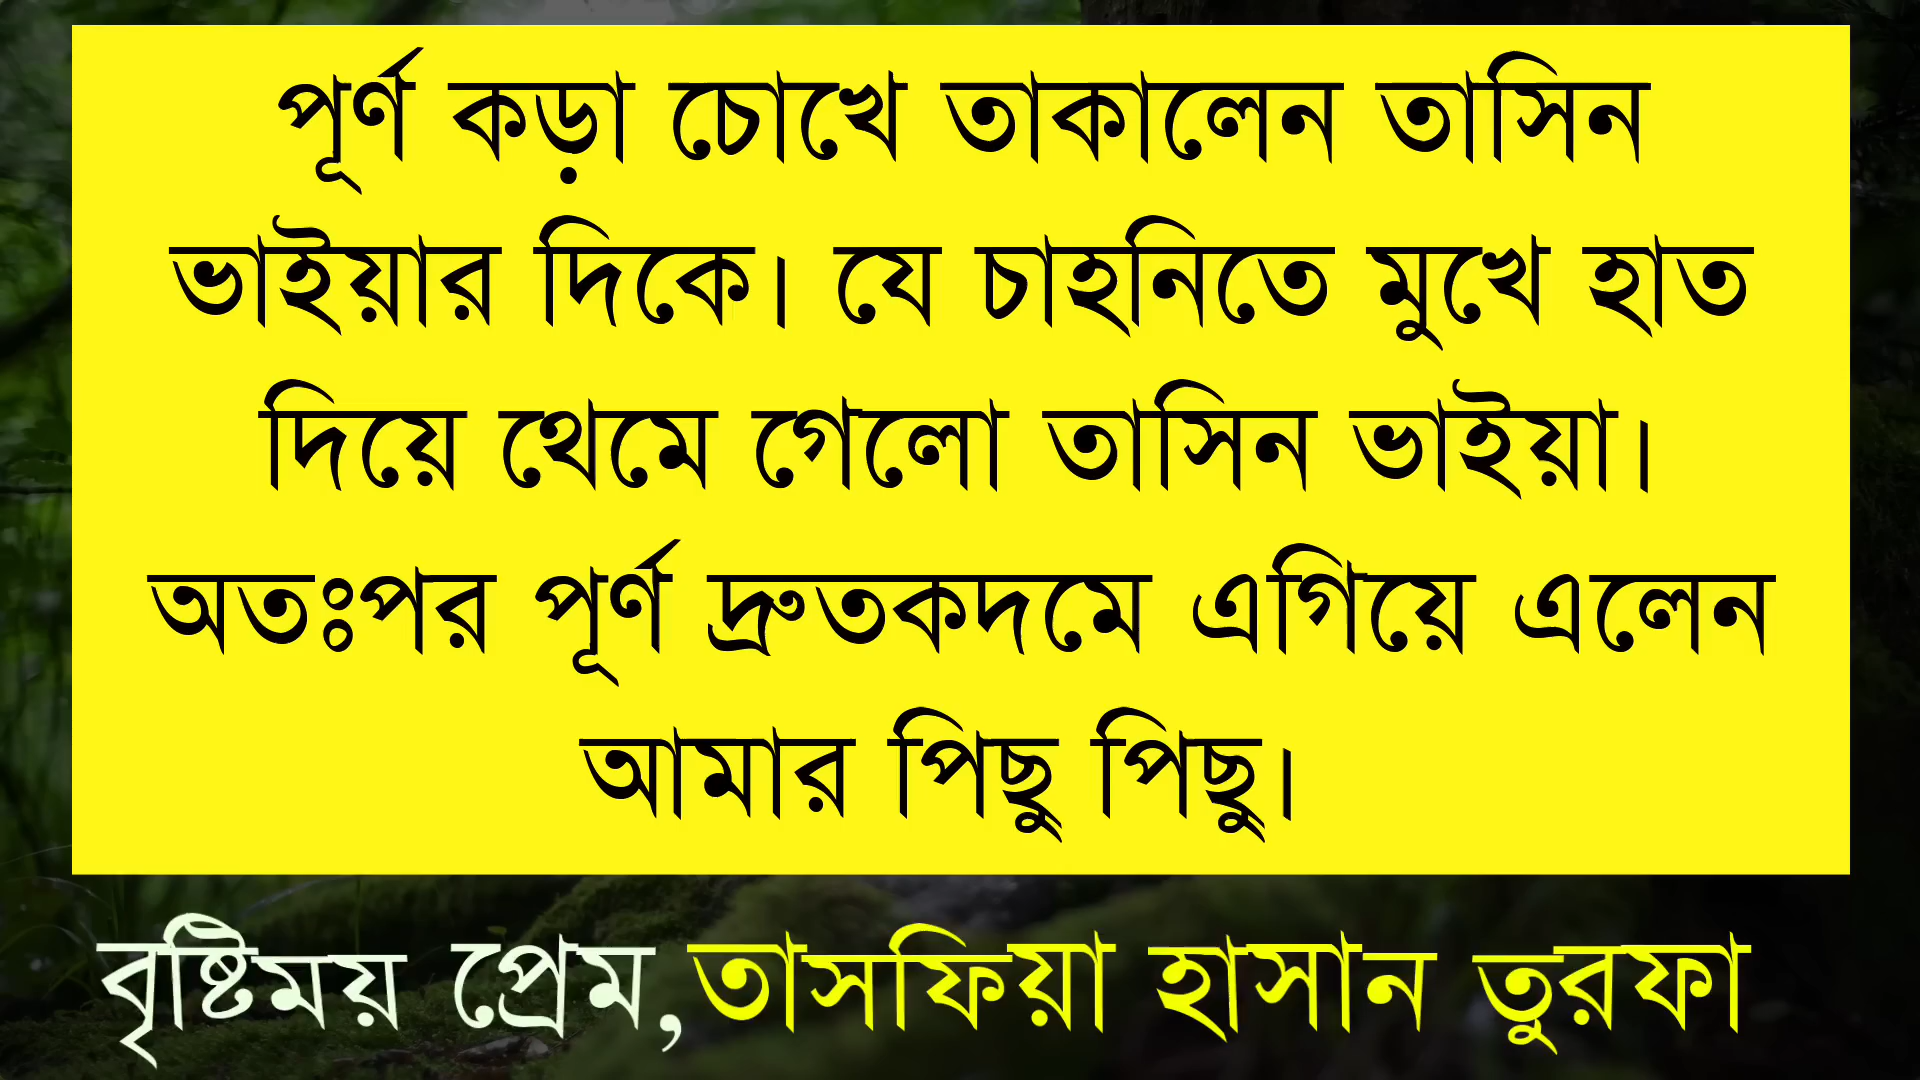 পূর্ণ কড়া চোখে তাকালেন তাসিন
ভাইয়ার দিকে। যে চাহনিতে মুখে হাত
দিয়ে থেমে গেলো তাসিন ভাইয়া।
অতঃপর পূর্ণ দ্রুতকদমে এগিয়ে এলেন
আমার পিছু পিছু।
বৃষ্টিময় প্রেম,তাসফিয়া হাসান তুরফা